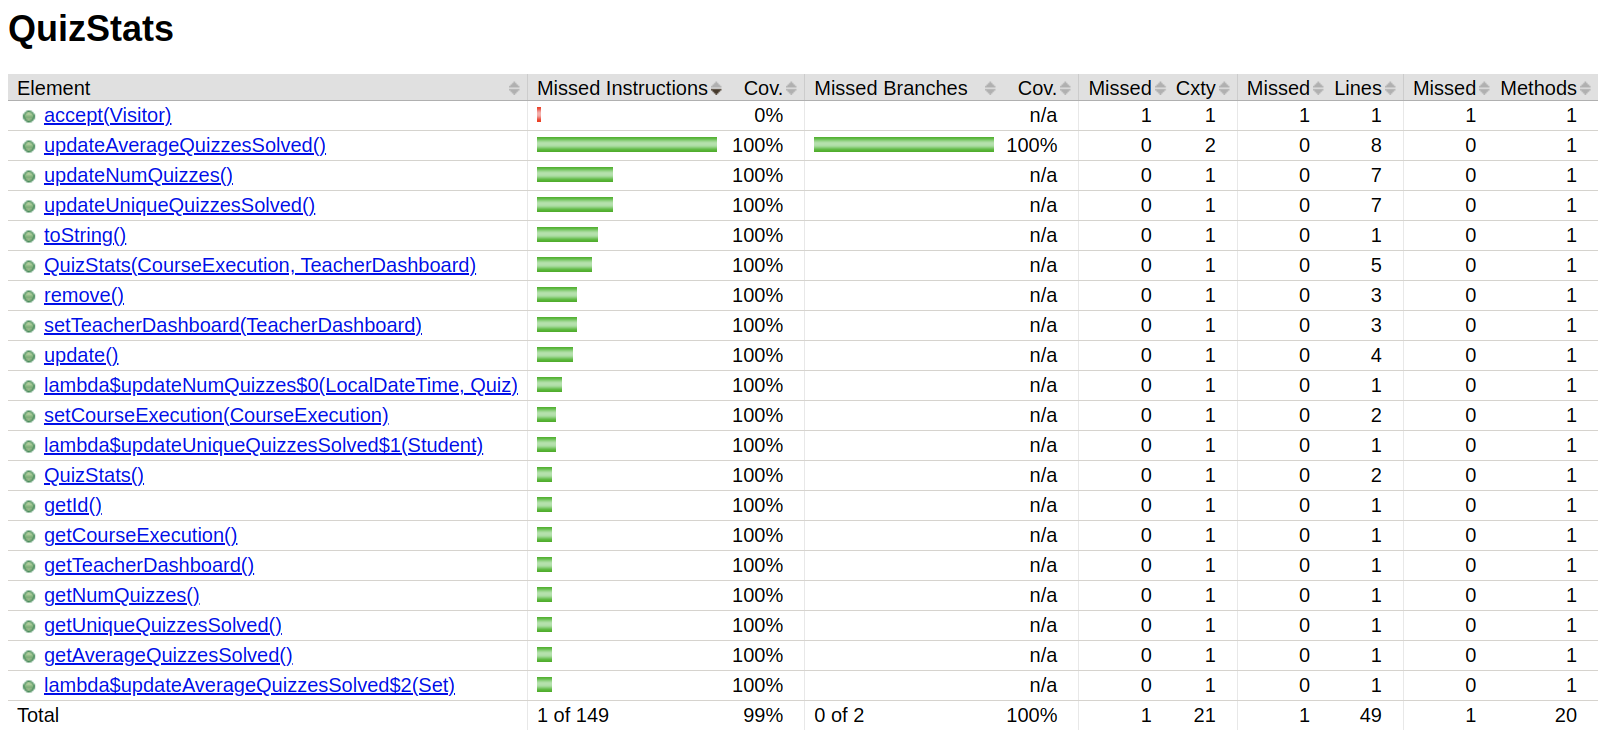 QuizStats
Element Missed Instructions Cov. Missed Branches Cov. Missed Cxty Missed Lines Missed Methods
accept(Visitor) 0% n/a 1 1 1 1 1 1
updateAverageQuizzesSolved() 100% 100% 0 2 0 8 0 1
updateNumQuizzes() 100% n/a 0 1 0 7 0 1
updateUniqueQuizzesSolved() 100% n/a 0 1 0 7 0 1
toString() 100% n/a 0 1 0 1 0 1
QuizStats(CourseExecution, TeacherDashboard) 100% n/a 0 1 0 5 0 1
remove() 100% n/a 0 1 0 3 0 1
setTeacherDashboard(TeacherDashboard) 100% n/a 0 1 0 3 0 1
update() 100% n/a 0 1 0 4 0 1
lambda$updateNumQuizzes$0(LocalDateTime, Quiz) 100% n/a 0 1 0 1 0 1
setCourseExecution(CourseExecution) 100% n/a 0 1 0 2 0 1
lambda$updateUniqueQuizzesSolved$1(Student) 100% n/a 0 1 0 1 0 1
QuizStats() 100% n/a 0 1 0 2 0 1
getId() 100% n/a 0 1 0 1 0 1
getCourseExecution() 100% n/a 0 1 0 1 0 1
getTeacherDashboard() 100% n/a 0 1 0 1 0 1
getNumQuizzes() 100% n/a 0 1 0 1 0 1
getUniqueQuizzesSolved() 100% n/a 0 1 0 1 0 1
getAverageQuizzesSolved() 100% n/a 0 1 0 1 0 1
lambda$updateAverageQuizzesSolved$2(Set) 100% n/a 0 1 0 1 0 1
Total 1 of 149 99% 0 of 2 100% 1 21 1 49 1 20